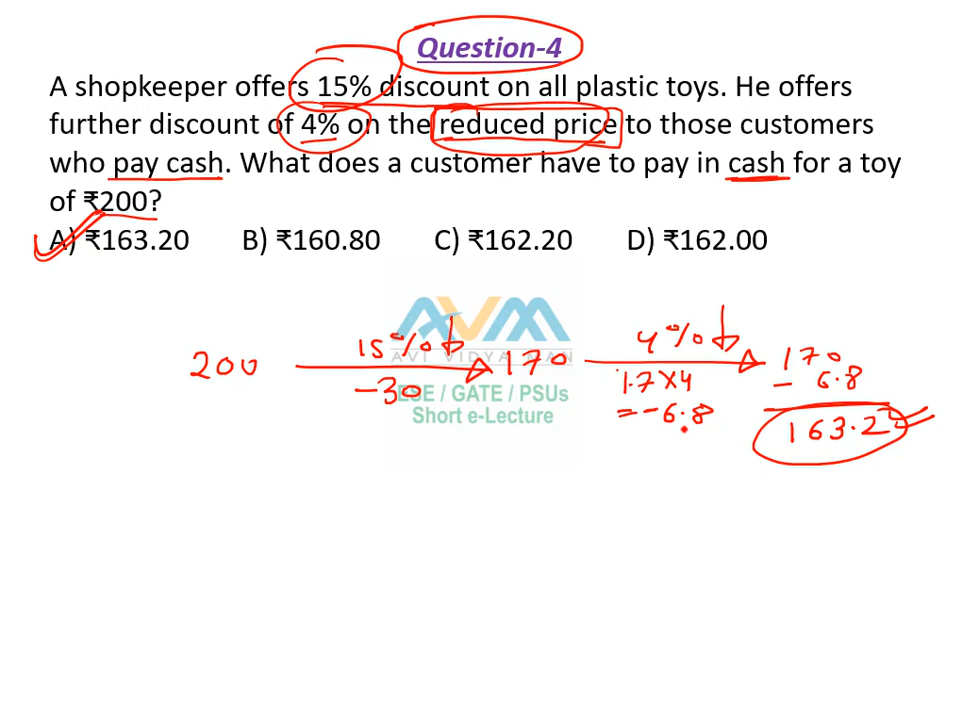 Question-4
A shopkeeper offers 15% discount on all plastic toys. He offers
further discount of 4% on the reduced price to those customers
who pay cash. What does a customer have to pay in cash for a toy
of ₹200?
A) ₹163.20 B) ₹160.80 C) ₹162.20 D) ₹162.00
AVM
AVI VIDYA MAN
ESE / GATE / PSUs
Short e-Lecture
200 15% ↓ 170 4% ↓ 170
-30 1.7 × 4 - 6.8
= -6.8 163.2